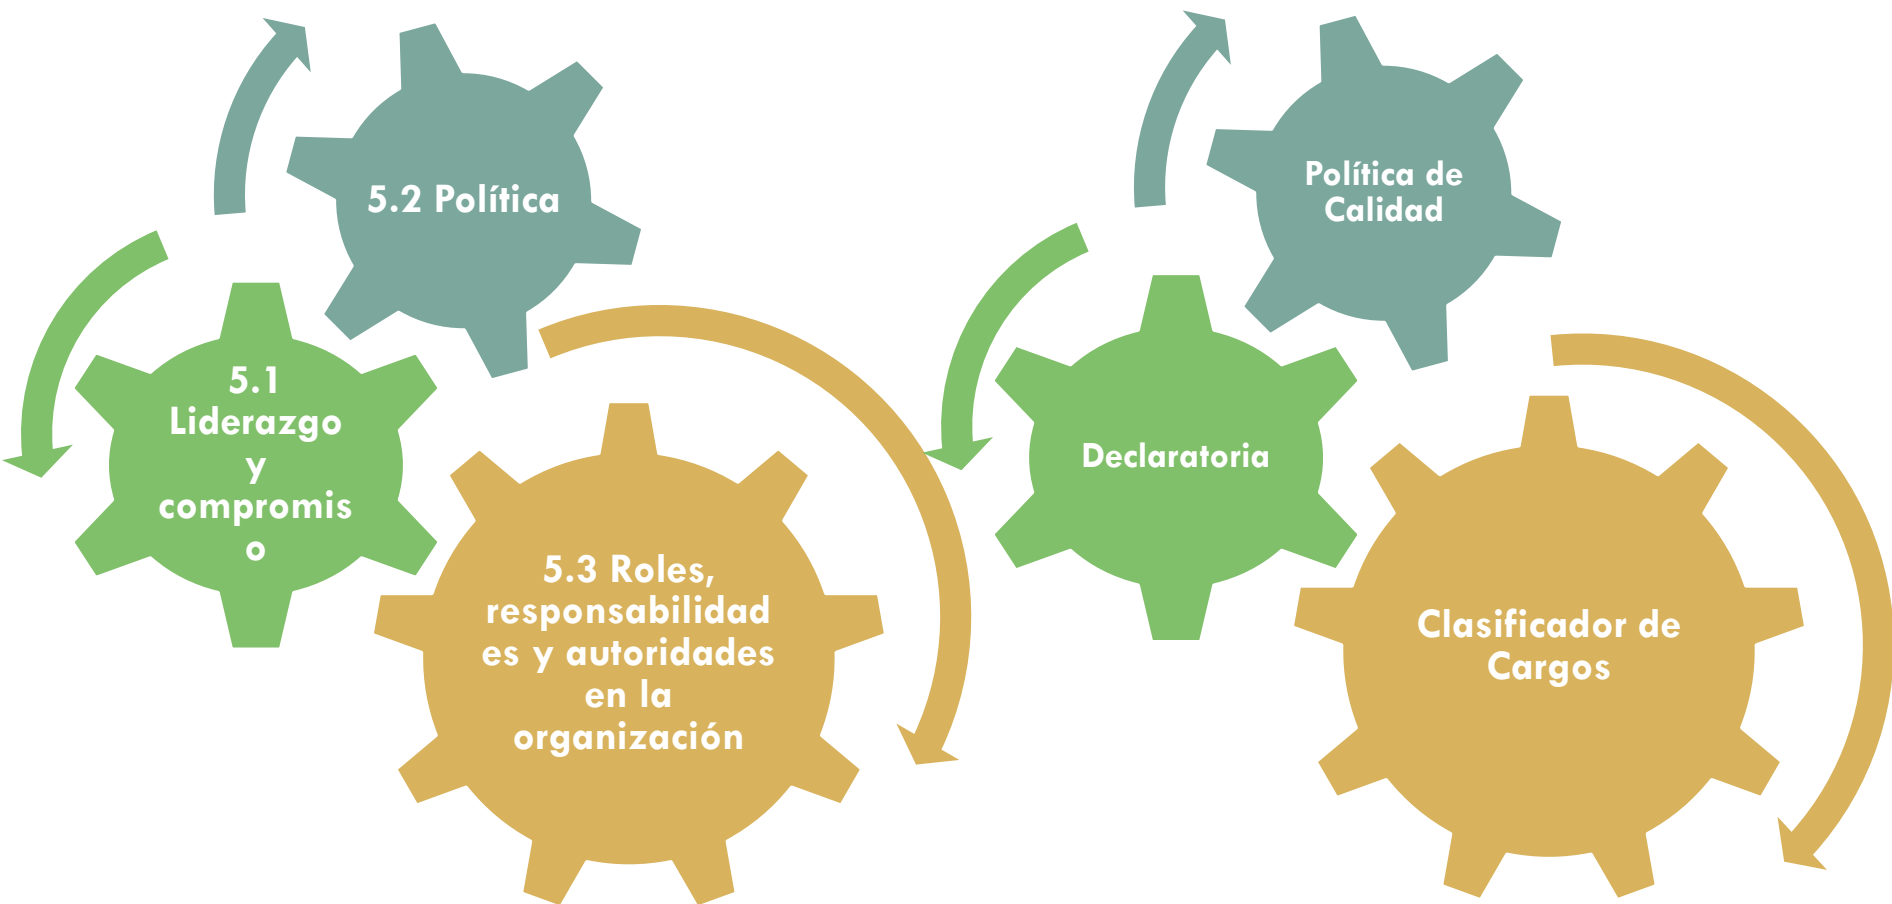 5.2 Política
5.1
Liderazgo
y
compromis
o
5.3 Roles,
responsabilidad
es y autoridades
en la
organización
Política de
Calidad
Declaratoria
Clasificador de
Cargos